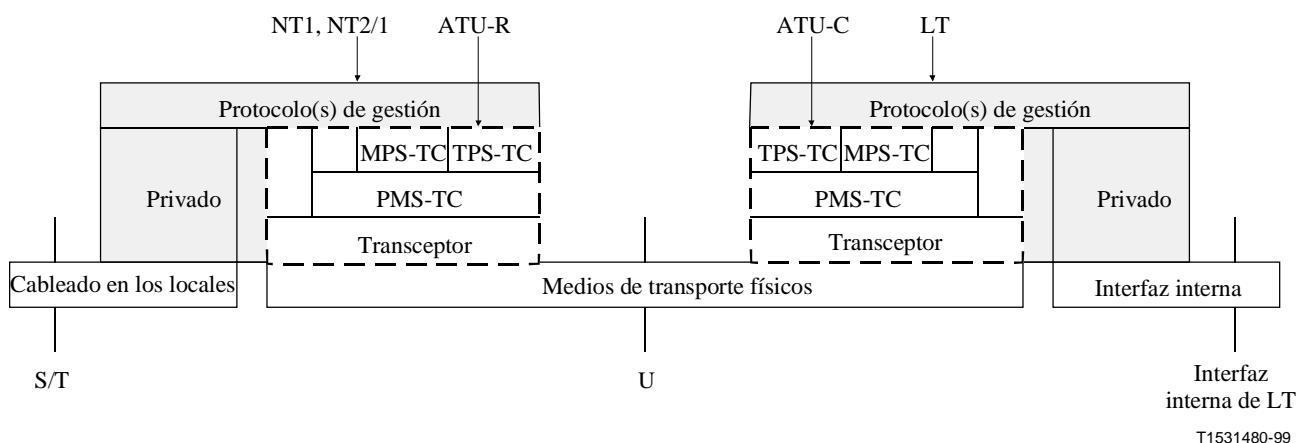 NT1, NT2/1 ATU-R ATU-C LT
Protocolo(s) de gestión Protocolo(s) de gestión
MPS-TC TPS-TC TPS-TC MPS-TC
Privado PMS-TC PMS-TC Privado
Transceptor Transceptor
Cableado en los locales Medios de transporte físicos Interfaz interna
S/T U Interfaz
interna de LT
T1531480-99